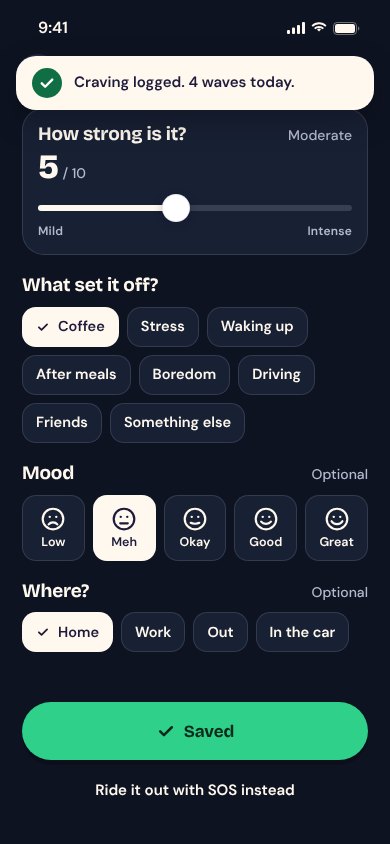 9:41
Craving logged. 4 waves today.
How strong is it?
Moderate
5 / 10
Mild
Intense
What set it off?
Coffee
Stress
Waking up
After meals
Boredom
Driving
Friends
Something else
Mood
Optional
Low
Meh
Okay
Good
Great
Where?
Optional
Home
Work
Out
In the car
Saved
Ride it out with SOS instead